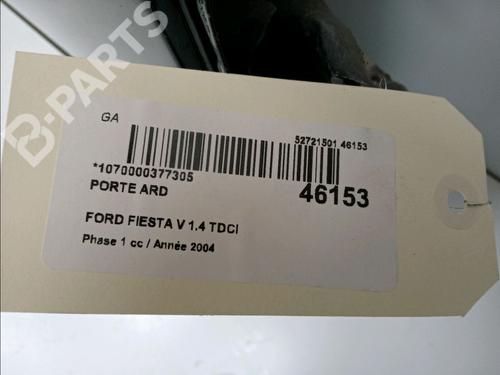 B-PARTS
GA
52721501 46153
*1070000377305
PORTE ARD
46153
FORD FIESTA V 1.4 TDCI
Phase 1 cc / Année 2004